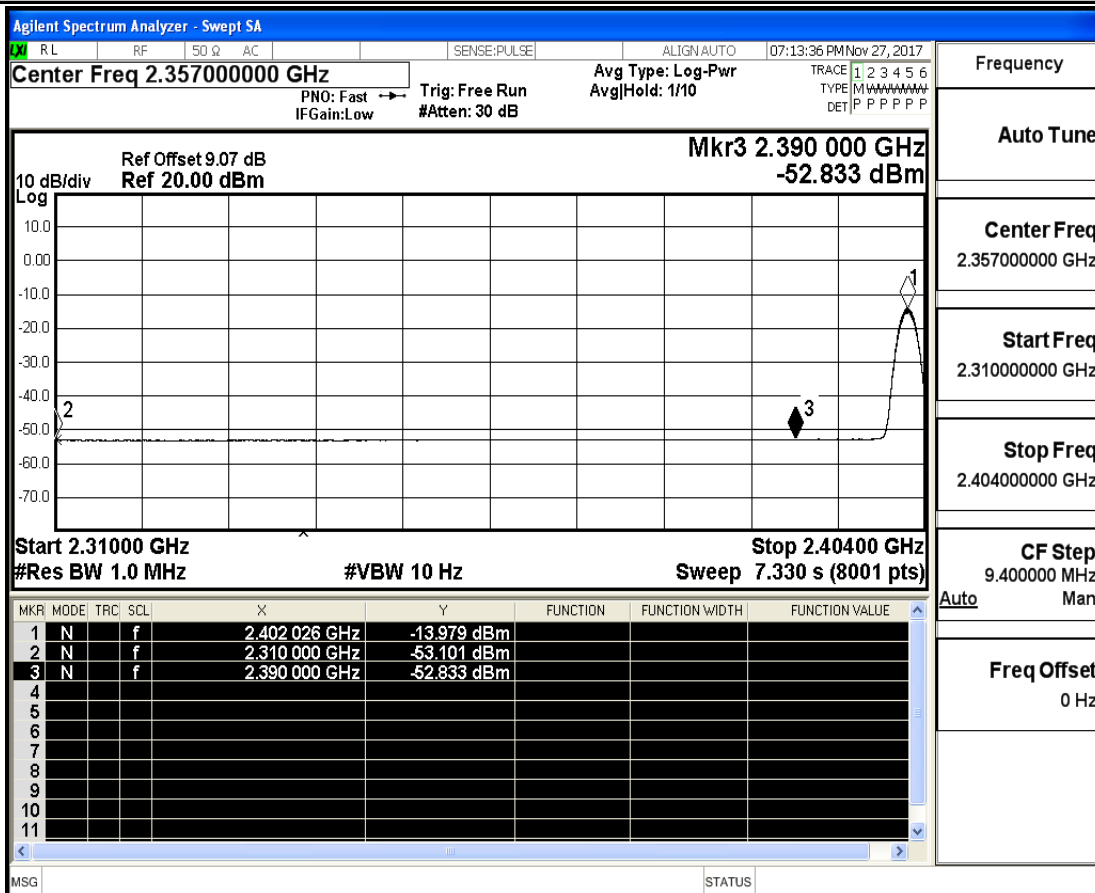 Agilent Spectrum Analyzer - Swept SA
LXI RL RF 50 Ω AC SENSE:PULSE ALIGN AUTO 07:13:36 PM Nov 27, 2017
Center Freq 2.357000000 GHz
PNO: Fast
IFGain:Low
Trig: Free Run
#Atten: 30 dB
Avg Type: Log-Pwr
Avg|Hold: 1/10
TRACE 1 2 3 4 5 6
TYPE M
DET P P P P P P
Mkr3 2.390 000 GHz
-52.833 dBm
Ref Offset 9.07 dB
10 dB/div Ref 20.00 dBm
Log
10.0
0.00
-10.0
-20.0
-30.0
-40.0
-50.0
-60.0
-70.0
1
2
3
Start 2.31000 GHz Stop 2.40400 GHz
#Res BW 1.0 MHz #VBW 10 Hz Sweep 7.330 s (8001 pts)
MKR MODE TRC SCL X Y FUNCTION FUNCTION WIDTH FUNCTION VALUE
1 N f 2.402 026 GHz -13.979 dBm
2 N f 2.310 000 GHz -53.101 dBm
3 N f 2.390 000 GHz -52.833 dBm
4
5
6
7
8
9
10
11
MSG STATUS
Frequency
Auto Tune
Center Freq
2.357000000 GHz
Start Freq
2.310000000 GHz
Stop Freq
2.404000000 GHz
CF Step
9.400000 MHz
Auto Man
Freq Offset
0 Hz